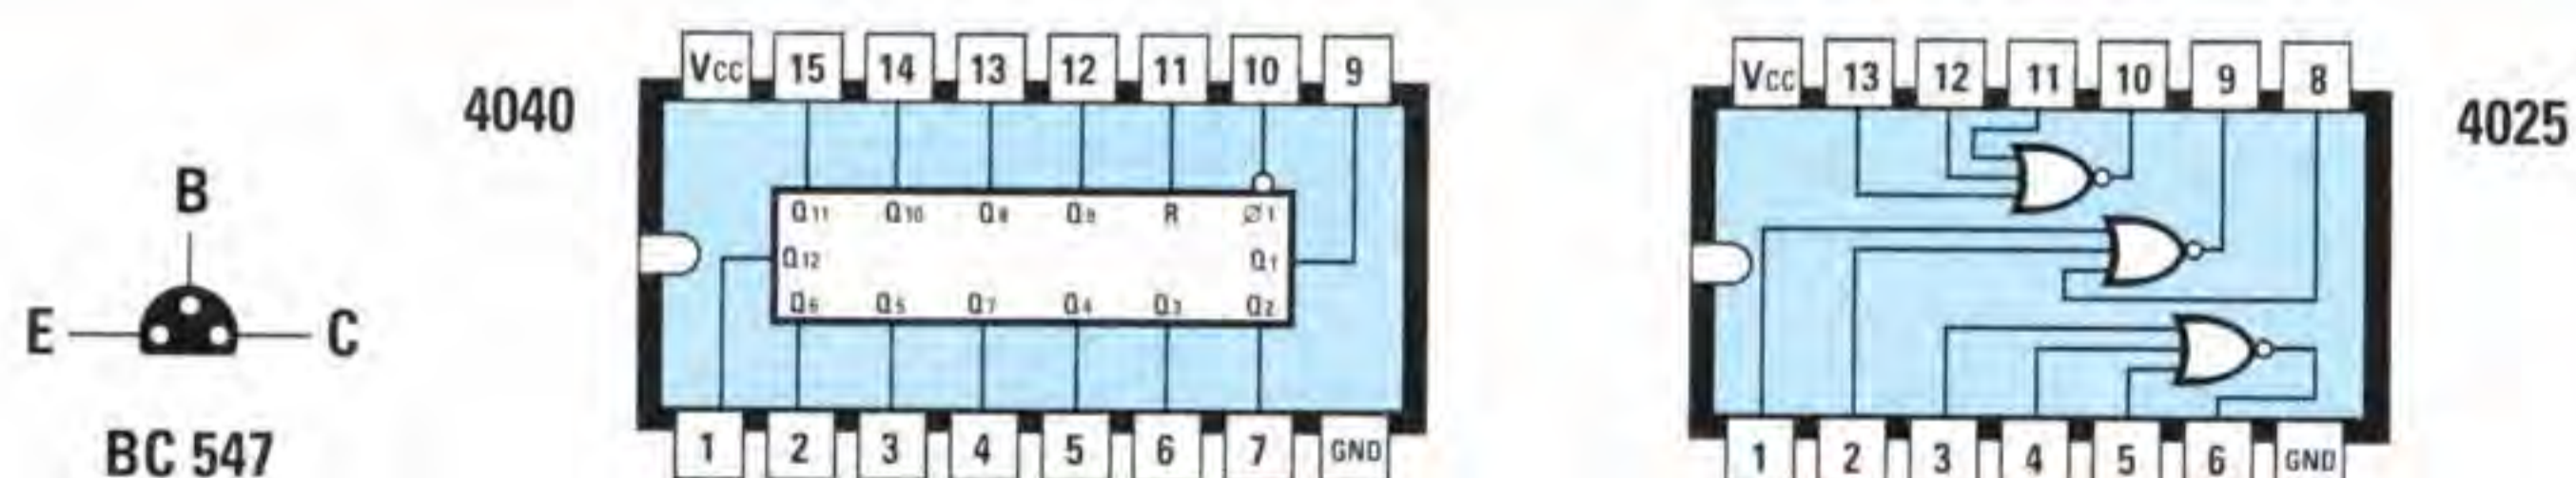 B
E C
BC 547
4040
Vcc 15 14 13 12 11 10 9
Q11 Q10 Q8 Q9 R Ø1
Q12 Q1
Q6 Q5 Q7 Q4 Q3 Q2
1 2 3 4 5 6 7 GND
4025
Vcc 13 12 11 10 9 8
1 2 3 4 5 6 GND